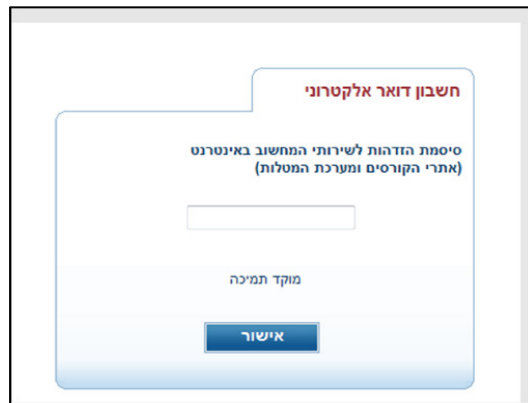 חשבון דואר אלקטרוני
סיסמת הזדהות לשירותי המחשוב באינטרנט
(אתרי הקורסים ומערכת המטלות)
מוקד תמיכה
אישור